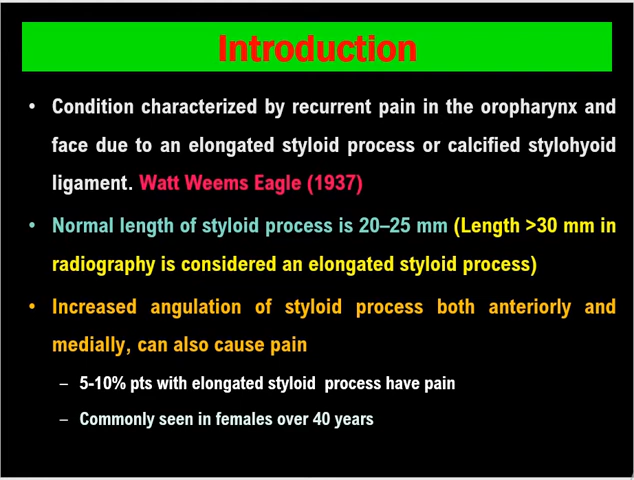 Introduction
• Condition characterized by recurrent pain in the oropharynx and
face due to an elongated styloid process or calcified stylohyoid
ligament. Watt Weems Eagle (1937)
• Normal length of styloid process is 20–25 mm (Length >30 mm in
radiography is considered an elongated styloid process)
• Increased angulation of styloid process both anteriorly and
medially, can also cause pain
– 5-10% pts with elongated styloid process have pain
– Commonly seen in females over 40 years